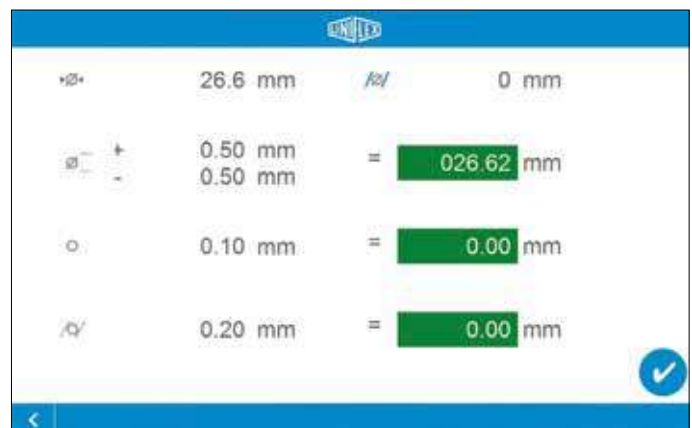 UNIFLEX
26.6 mm /Ø/ 0 mm
Ø + 0.50 mm = 026.62 mm
- 0.50 mm
0.10 mm = 0.00 mm
0.20 mm = 0.00 mm